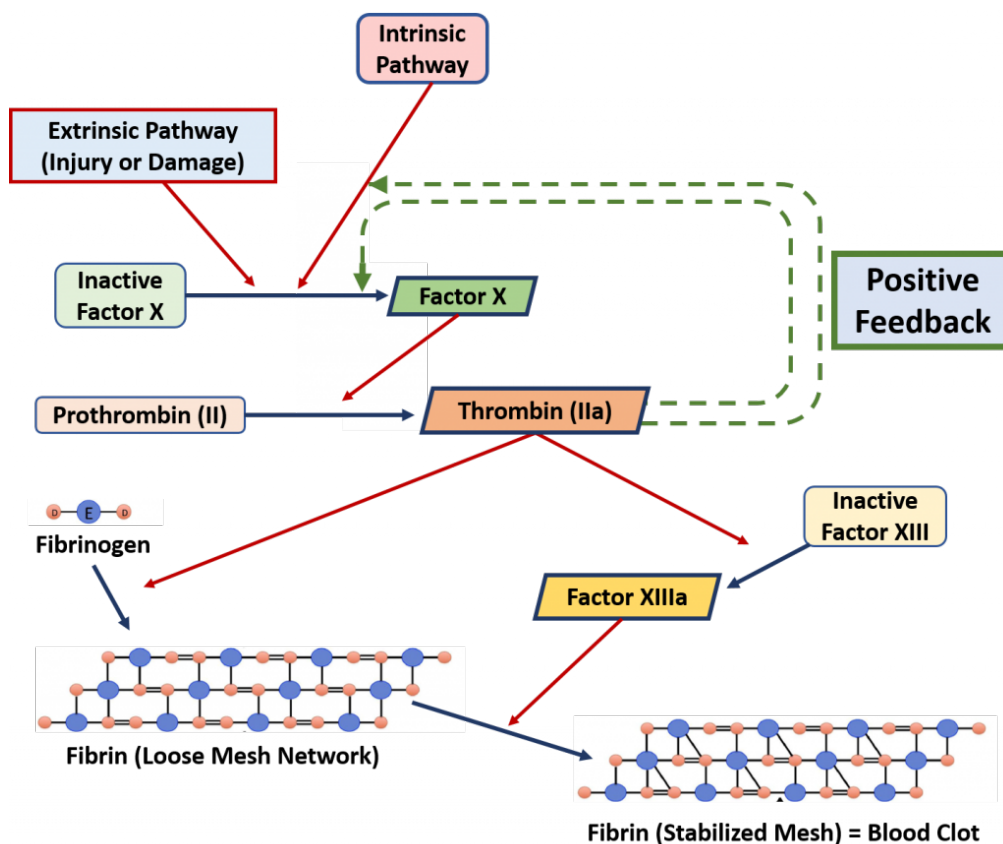 Intrinsic
Pathway
Extrinsic Pathway
(Injury or Damage)
Inactive
Factor X
Factor X
Positive
Feedback
Prothrombin (II)
Thrombin (IIa)
D E D
Fibrinogen
Inactive
Factor XIII
Factor XIIIa
Fibrin (Loose Mesh Network)
Fibrin (Stabilized Mesh) = Blood Clot